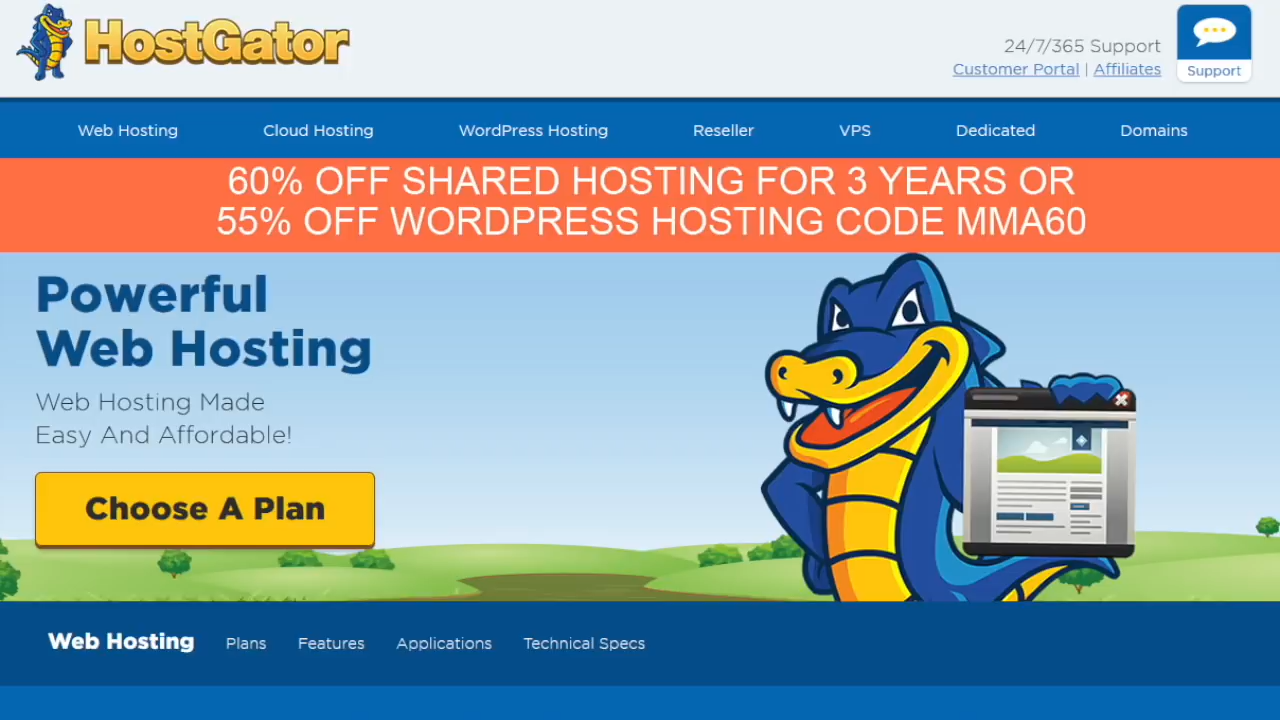 HostGator
24/7/365 Support
Customer Portal | Affiliates
Support
Web Hosting
Cloud Hosting
WordPress Hosting
Reseller
VPS
Dedicated
Domains
60% OFF SHARED HOSTING FOR 3 YEARS OR
55% OFF WORDPRESS HOSTING CODE MMA60
Powerful
Web Hosting
Web Hosting Made
Easy And Affordable!
Choose A Plan
Web Hosting
Plans
Features
Applications
Technical Specs